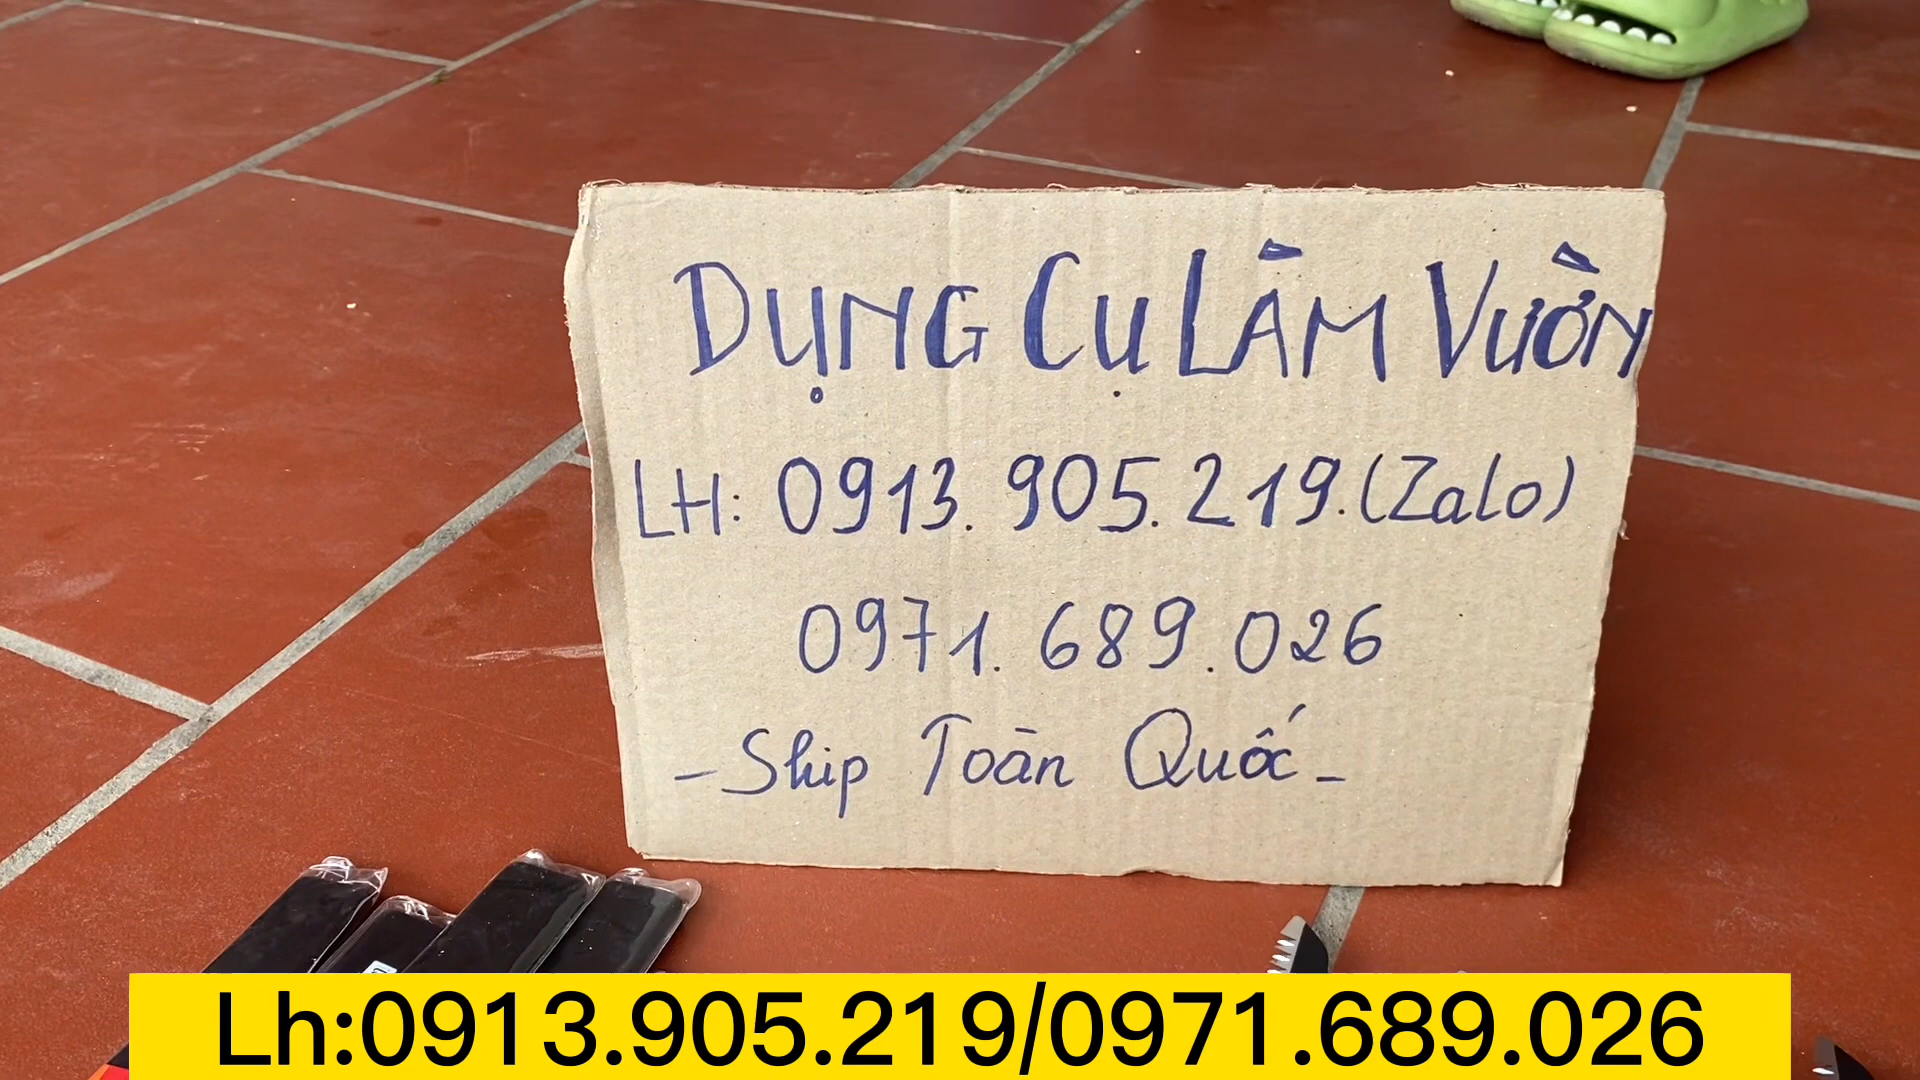 DỤNG CỤ LÀM VƯỜN
LH: 0913.905.219.(Zalo)
0971.689.026
- Ship Toàn Quốc -
Lh:0913.905.219/0971.689.026